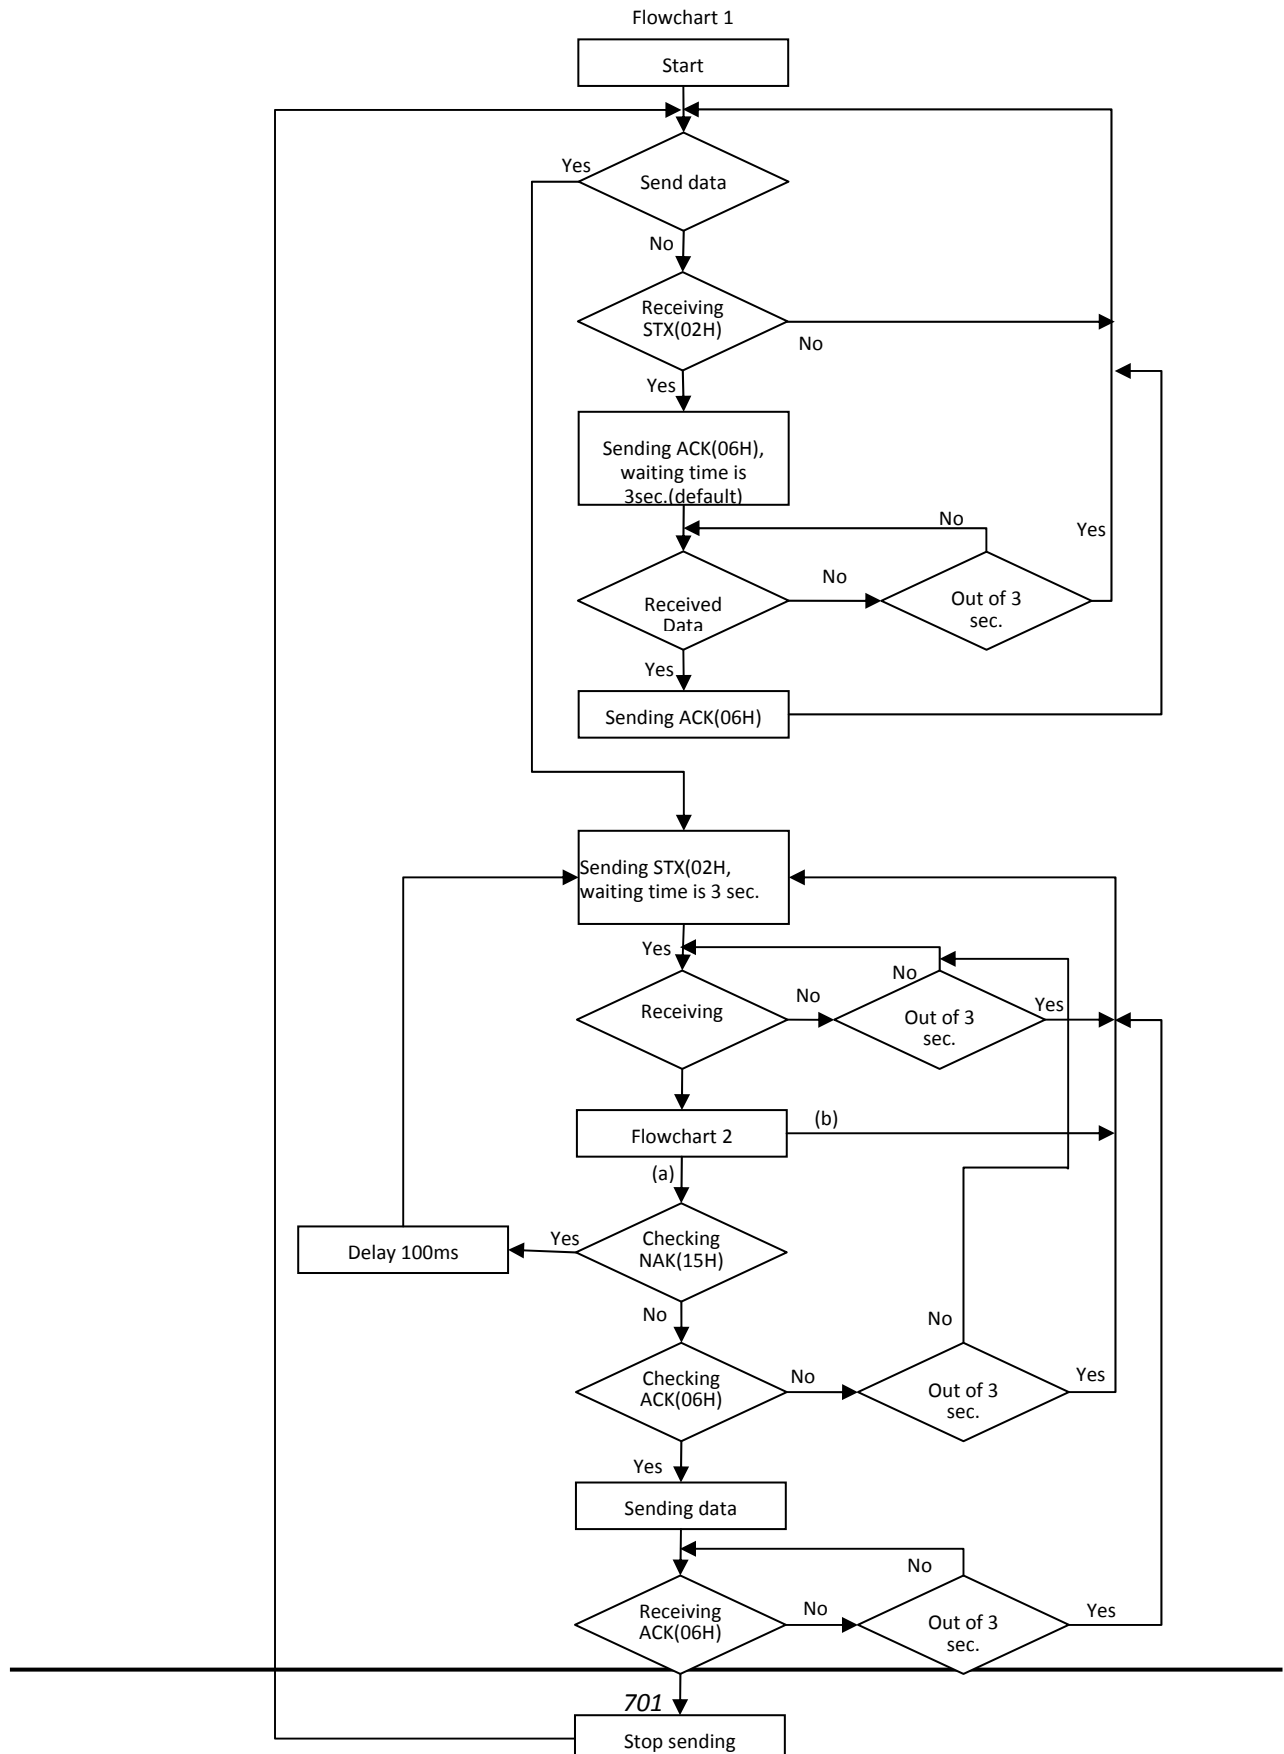 Flowchart 1
Start
Yes
Send data
No
Receiving
STX(02H)
No
Yes
Sending ACK(06H),
waiting time is
3sec.(default)
No
Yes
No
Received
Data
Out of 3
sec.
Yes
Sending ACK(06H)
Sending STX(02H,
waiting time is 3 sec.
Yes
No
Receiving
No
Out of 3
sec.
Yes
Flowchart 2
(b)
(a)
Checking
NAK(15H)
Yes
Delay 100ms
No
No
Checking
ACK(06H)
No
Out of 3
sec.
Yes
Yes
Sending data
No
Receiving
ACK(06H)
No
Out of 3
sec.
Yes
701
Stop sending